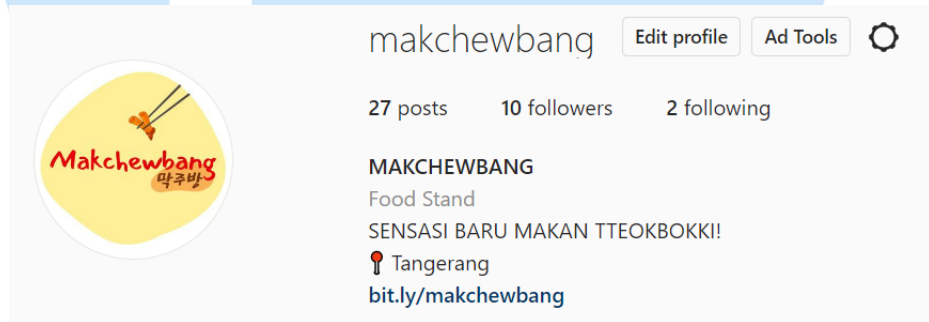 makchewbang Edit profile Ad Tools
27 posts 10 followers 2 following
Makchewbang
막주방
MAKCHEWBANG
Food Stand
SENSASI BARU MAKAN TTEOKBOKKI!
Tangerang
bit.ly/makchewbang